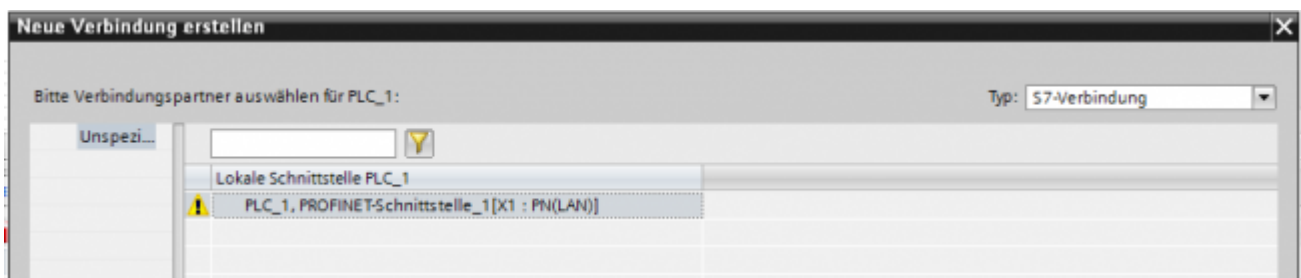 Neue Verbindung erstellen
Bitte Verbindungspartner auswählen für PLC_1:
Typ: S7-Verbindung
Unspezi...
Lokale Schnittstelle PLC_1
PLC_1, PROFINET-Schnittstelle_1[X1 : PN(LAN)]